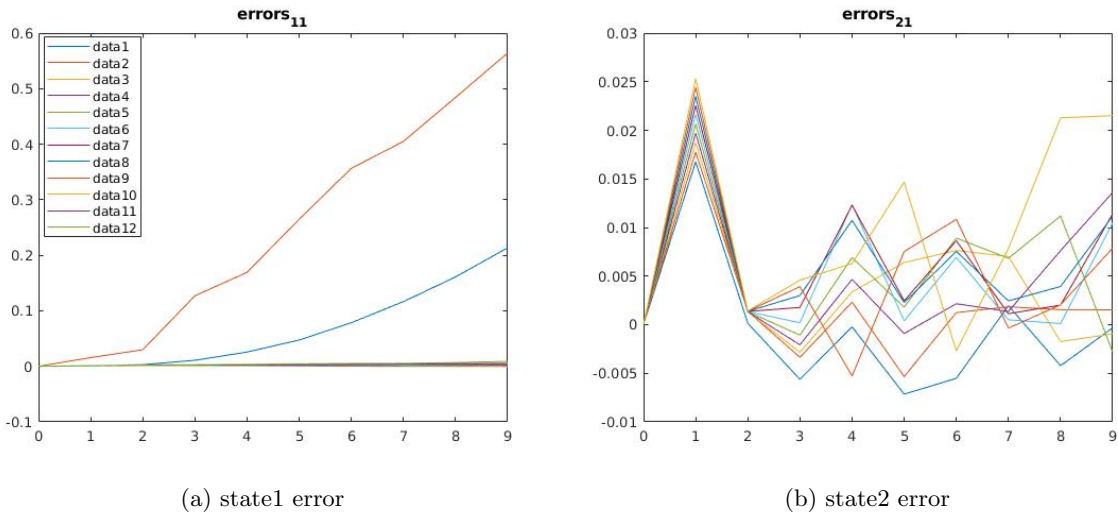 errors11
0.6
0.5
0.4
0.3
0.2
0.1
0
-0.1
data1
data2
data3
data4
data5
data6
data7
data8
data9
data10
data11
data12
0 1 2 3 4 5 6 7 8 9
(a) state1 error
errors21
0.03
0.025
0.02
0.015
0.01
0.005
0
-0.005
-0.01
0 1 2 3 4 5 6 7 8 9
(b) state2 error